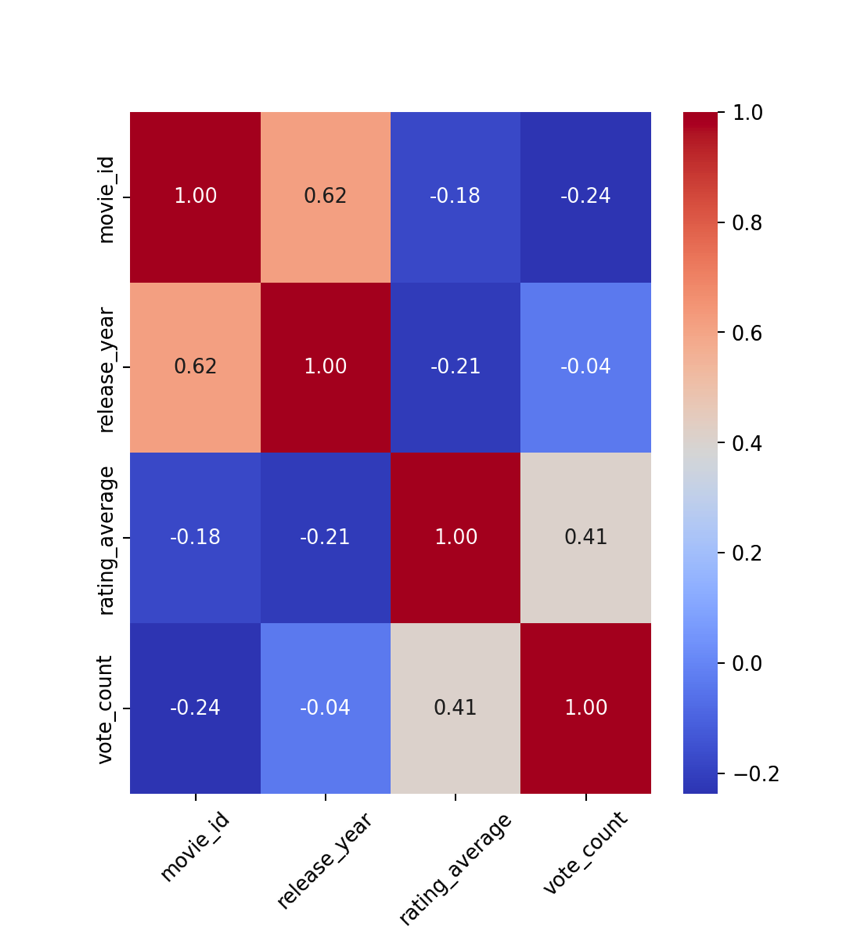 movie_id 1.00 0.62 -0.18 -0.24
release_year 0.62 1.00 -0.21 -0.04
rating_average -0.18 -0.21 1.00 0.41
vote_count -0.24 -0.04 0.41 1.00
movie_id release_year rating_average vote_count
1.0
0.8
0.6
0.4
0.2
0.0
−0.2